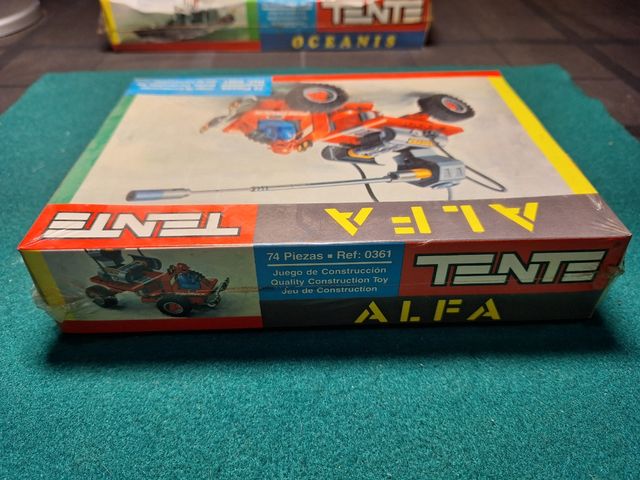 TENTE
OCEANIS
TENTE
ALFA
74 Piezas ▪ Ref: 0361
Juego de Construcción
Quality Construction Toy
Jeu de Construction
TENTE
ALFA